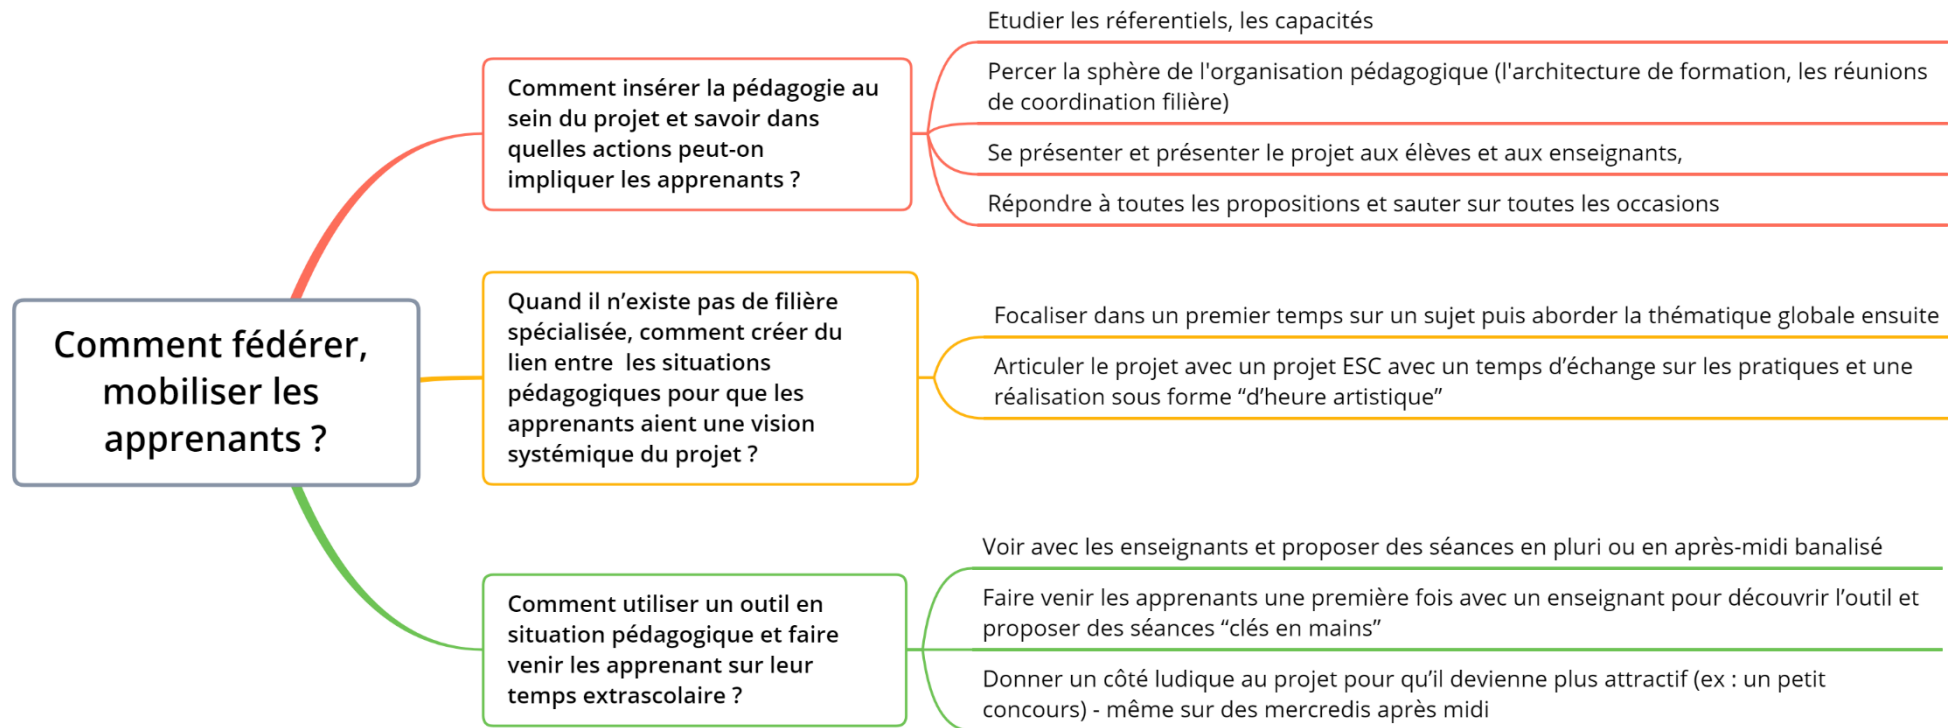 Comment fédérer,
mobiliser les
apprenants ?
Comment insérer la pédagogie au
sein du projet et savoir dans
quelles actions peut-on
impliquer les apprenants ?
Etudier les réferentiels, les capacités
Percer la sphère de l'organisation pédagogique (l'architecture de formation, les réunions
de coordination filière)
Se présenter et présenter le projet aux élèves et aux enseignants,
Répondre à toutes les propositions et sauter sur toutes les occasions
Quand il n’existe pas de filière
spécialisée, comment créer du
lien entre les situations
pédagogiques pour que les
apprenants aient une vision
systémique du projet ?
Focaliser dans un premier temps sur un sujet puis aborder la thématique globale ensuite
Articuler le projet avec un projet ESC avec un temps d’échange sur les pratiques et une
réalisation sous forme “d’heure artistique”
Comment utiliser un outil en
situation pédagogique et faire
venir les apprenant sur leur
temps extrascolaire ?
Voir avec les enseignants et proposer des séances en pluri ou en après-midi banalisé
Faire venir les apprenants une première fois avec un enseignant pour découvrir l’outil et
proposer des séances “clés en mains”
Donner un côté ludique au projet pour qu’il devienne plus attractif (ex : un petit
concours) - même sur des mercredis après midi